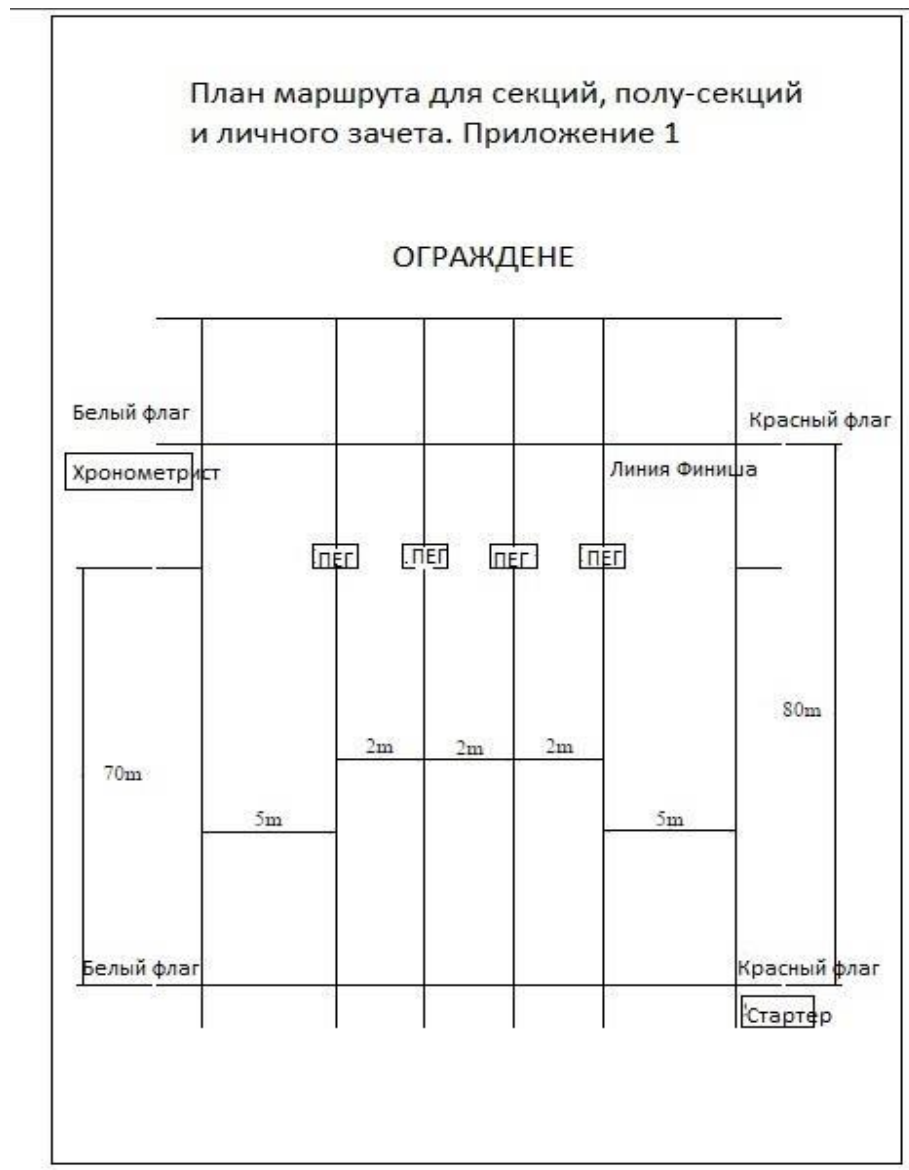 План маршрута для секций, полу-секций
и личного зачета. Приложение 1
ОГРАЖДЕНЕ
Белый флаг
Красный флаг
Хронометрист
Линия Финиша
.ПЕГ .ПЕГ ПЕГ .ПЕГ
80m
2m 2m 2m
70m
5m 5m
Белый флаг
Красный флаг
Стартер